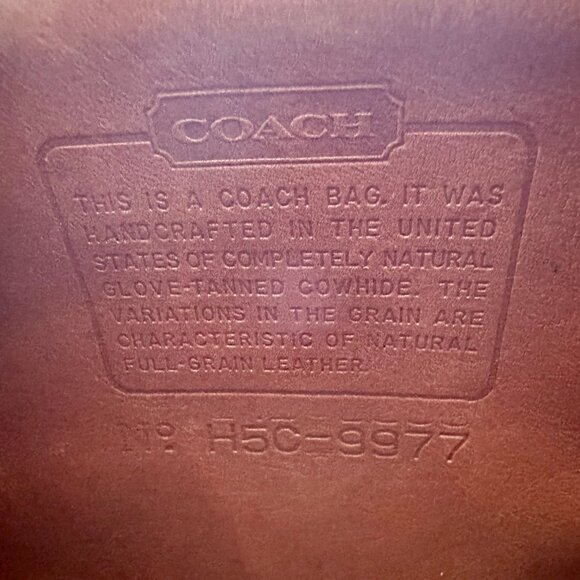 COACH
THIS IS A COACH BAG. IT WAS
HANDCRAFTED IN THE UNITED
STATES OF COMPLETELY NATURAL
GLOVE-TANNED COWHIDE. THE
VARIATIONS IN THE GRAIN ARE
CHARACTERISTIC OF NATURAL
FULL-GRAIN LEATHER.
No. H5C-9977